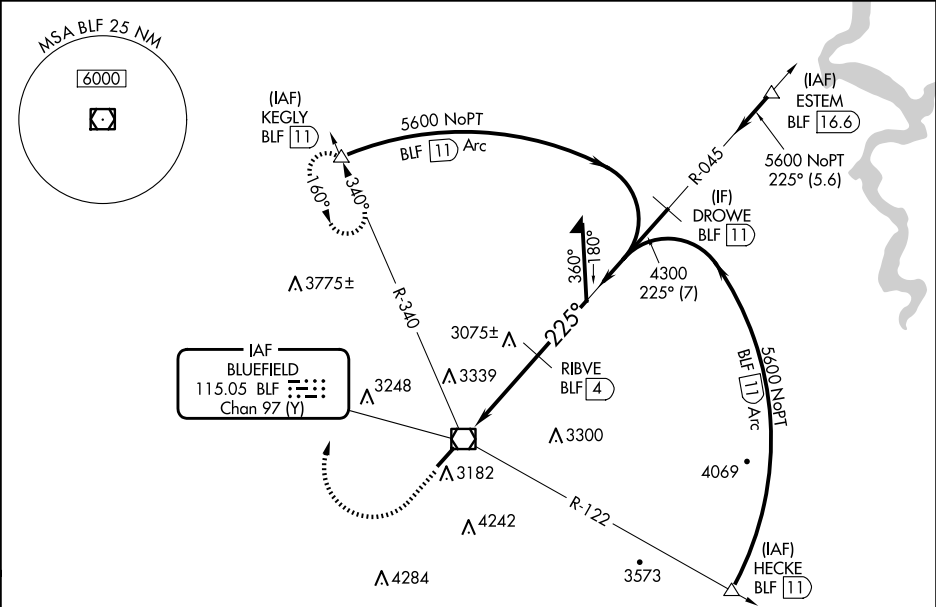 MSA BLF 25 NM
6000
(IAF)
KEGLY
BLF 11
5600 NoPT
BLF 11 Arc
(IAF)
ESTEM
BLF 16.6
5600 NoPT
225° (5.6)
R-045
(IF)
DROWE
BLF 11
340°
160°
360°
180°
4300
225° (7)
3775±
R-340
225°
3075±
RIBVE
BLF 4
5600 NoPT
BLF 11 Arc
IAF
BLUEFIELD
115.05 BLF
Chan 97 (Y)
3248
3339
3300
3182
4069
R-122
4242
4284
3573
(IAF)
HECKE
BLF 11